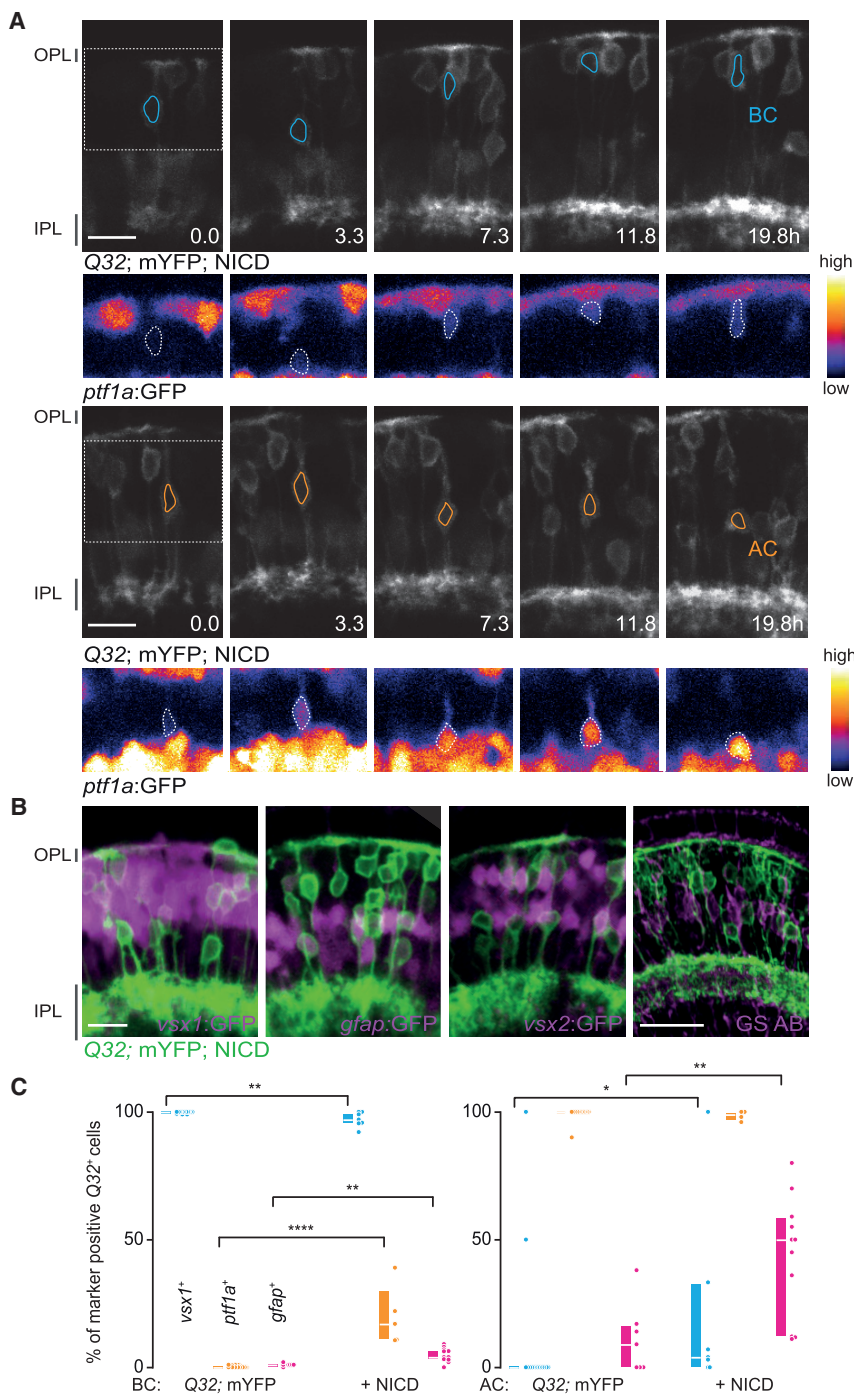 A
OPL
BC
IPL
0.0
3.3
7.3
11.8
19.8h
Q32; mYFP; NICD
high
low
ptf1a:GFP
OPL
AC
IPL
0.0
3.3
7.3
11.8
19.8h
Q32; mYFP; NICD
high
low
ptf1a:GFP
B
OPL
IPL
vsx1:GFP
gfap:GFP
vsx2:GFP
GS AB
Q32; mYFP; NICD
C
% of marker positive Q32+ cells
100
50
0
**
**
****
vsx1+
ptf1a+
gfap+
BC: Q32; mYFP + NICD
100
50
0
*
**
AC: Q32; mYFP + NICD